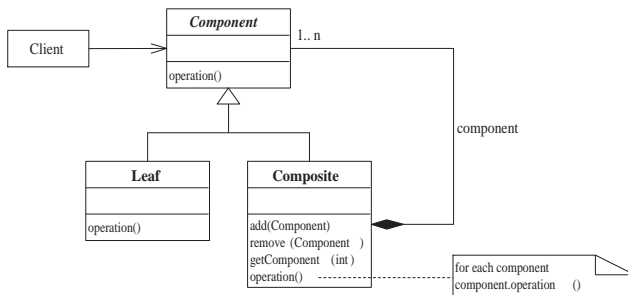 Component
Client
1.. n
operation()
component
Leaf
Composite
operation()
add(Component)
remove (Component )
getComponent (int )
operation()
for each component
component.operation ()